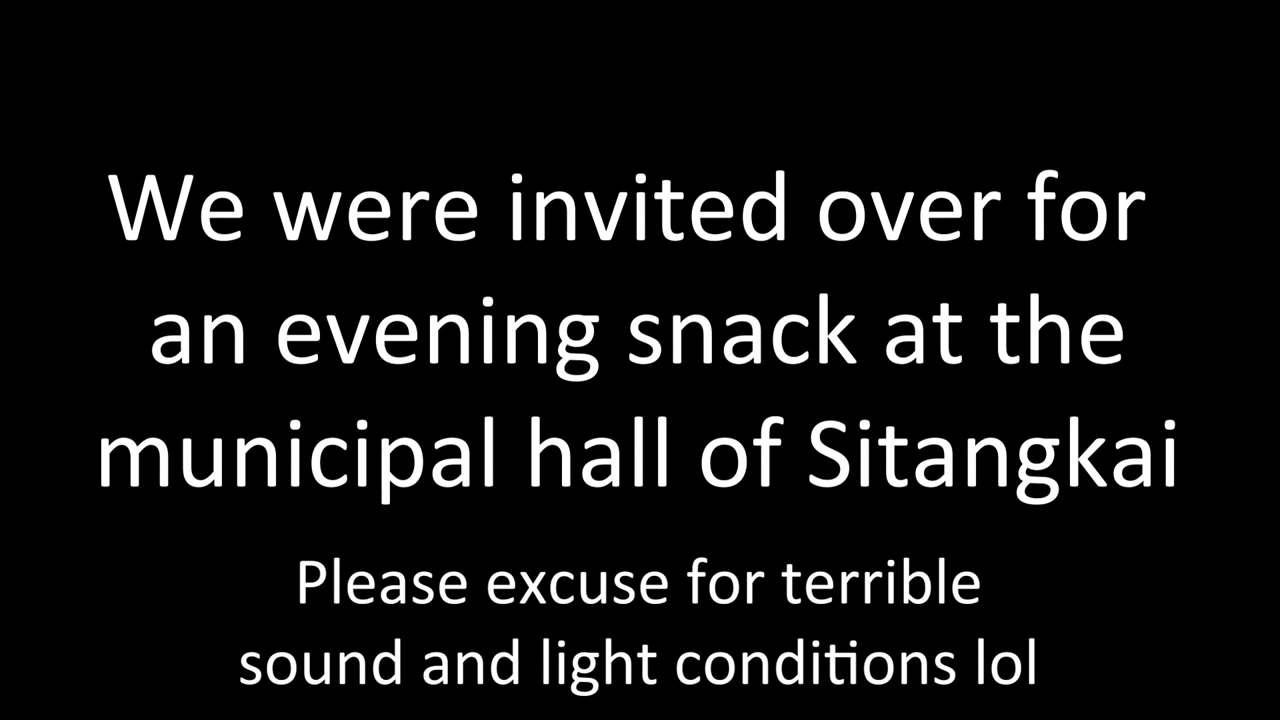 We were invited over for
an evening snack at the
municipal hall of Sitangkai
Please excuse for terrible
sound and light conditions lol